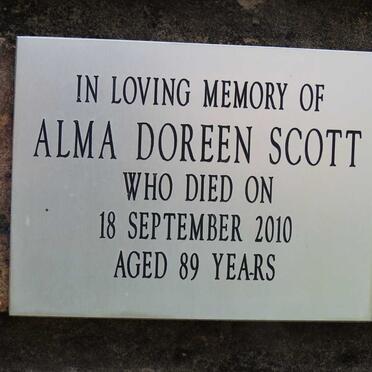 IN LOVING MEMORY OF
ALMA DOREEN SCOTT
WHO DIED ON
18 SEPTEMBER 2010
AGED 89 YEARS